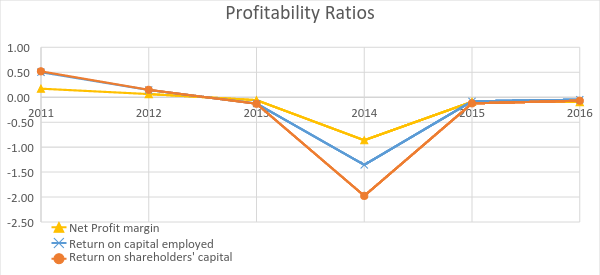 Profitability Ratios
1.00
0.50
0.00
2011 2012 2013 2014 2015 2016
-0.50
-1.00
-1.50
-2.00
-2.50
Net Profit margin
Return on capital employed
Return on shareholders' capital